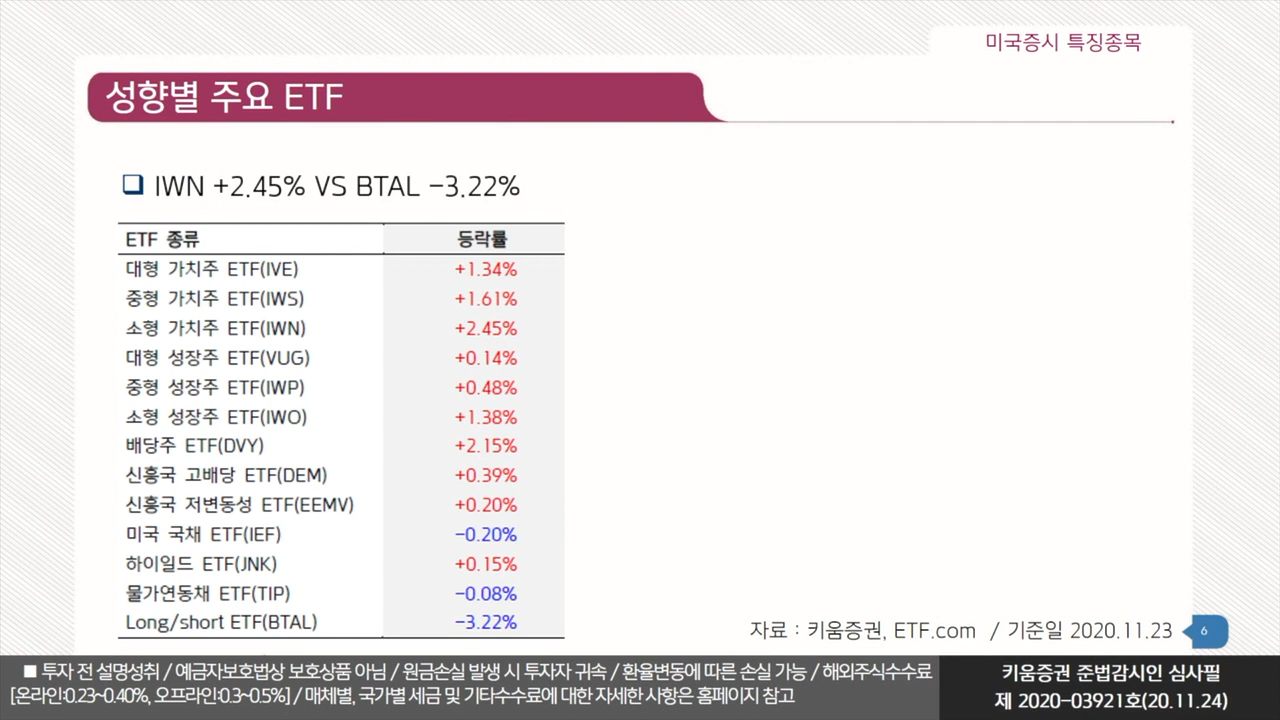 미국증시 특징종목
성향별 주요 ETF
❏ IWN +2.45% VS BTAL -3.22%
ETF 종류 등락률
대형 가치주 ETF(IVE) +1.34%
중형 가치주 ETF(IWS) +1.61%
소형 가치주 ETF(IWN) +2.45%
대형 성장주 ETF(VUG) +0.14%
중형 성장주 ETF(IWP) +0.48%
소형 성장주 ETF(IWO) +1.38%
배당주 ETF(DVY) +2.15%
신흥국 고배당 ETF(DEM) +0.39%
신흥국 저변동성 ETF(EEMV) +0.20%
미국 국채 ETF(IEF) -0.20%
하이일드 ETF(JNK) +0.15%
물가연동채 ETF(TIP) -0.08%
Long/short ETF(BTAL) -3.22%
자료 : 키움증권, ETF.com / 기준일 2020.11.23
6
■ 투자 전 설명성취 / 예금자보호법상 보호상품 아님 / 원금손실 발생 시 투자자 귀속 / 환율변동에 따른 손실 가능 / 해외주식수수료
[온라인:0.23~0.40%, 오프라인:0.3~0.5%] / 매체별, 국가별 세금 및 기타수수료에 대한 자세한 사항은 홈페이지 참고
키움증권 준법감시인 심사필
제 2020-03921호(20.11.24)